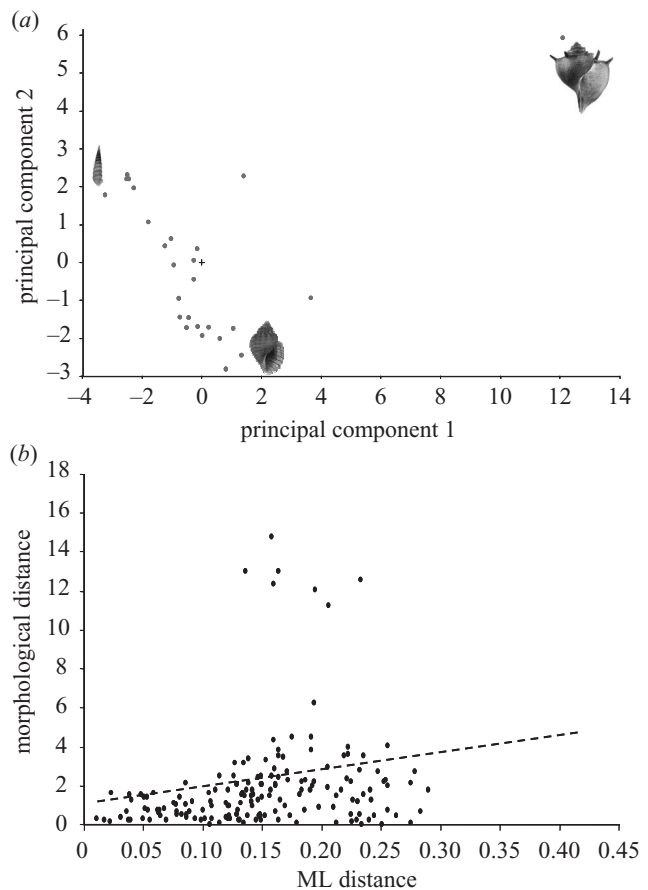 (a)
6
5
4
3
2
1
0
–1
–2
–3
principal component 2
–4 –2 0 2 4 6 8 10 12 14
principal component 1
(b)
18
16
14
12
10
8
6
4
2
0
morphological distance
0 0.05 0.10 0.15 0.20 0.25 0.30 0.35 0.40 0.45
ML distance